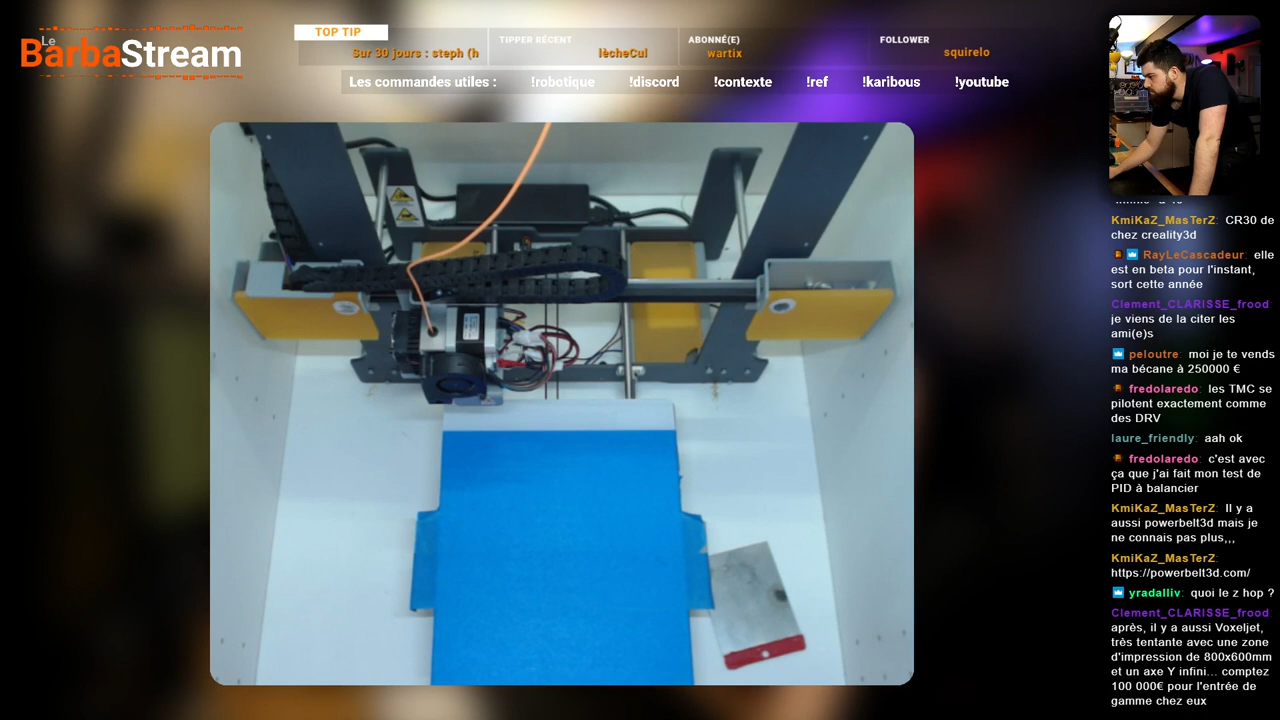 Le
BarbaStream
TOP TIP
Sur 30 jours : steph (h
TIPPER RÉCENT
lècheCul
ABONNÉ(E)
wartix
FOLLOWER
squirelo
Les commandes utiles : !robotique !discord !contexte !ref !karibous !youtube
KmiKaZ_MasTerZ: CR30 de
chez creality3d
RayLeCascadeur: elle
est en beta pour l'instant,
sort cette année
Clement_CLARISSE_frood:
je viens de la citer les
ami(e)s
peloutre: moi je te vends
ma bécane à 250000 €
fredolaredo: les TMC se
pilotent exactement comme
des DRV
laure_friendly: aah ok
fredolaredo: c'est avec
ça que j'ai fait mon test de
PID à balancier
KmiKaZ_MasTerZ: Il y a
aussi powerbelt3d mais je
ne connais pas plus,,,
KmiKaZ_MasTerZ:
https://powerbelt3d.com/
yradalliv: quoi le z hop ?
Clement_CLARISSE_frood:
après, il y a aussi Voxeljet,
très tentante avec une zone
d'impression de 800x600mm
et un axe Y infini... comptez
100 000€ pour l'entrée de
gamme chez eux